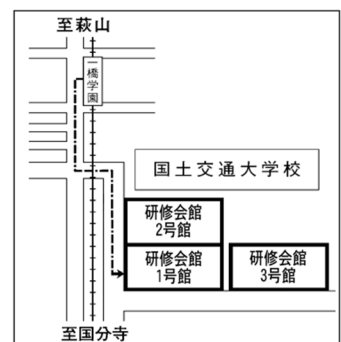 至萩山
一橋学園
国土交通大学校
研修会館
2号館
研修会館
1号館
研修会館
3号館
至国分寺